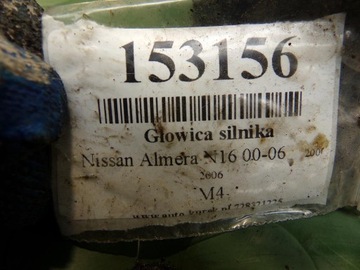 153156
Głowica silnika
Nissan Almera N16 00-06
2006
M4.